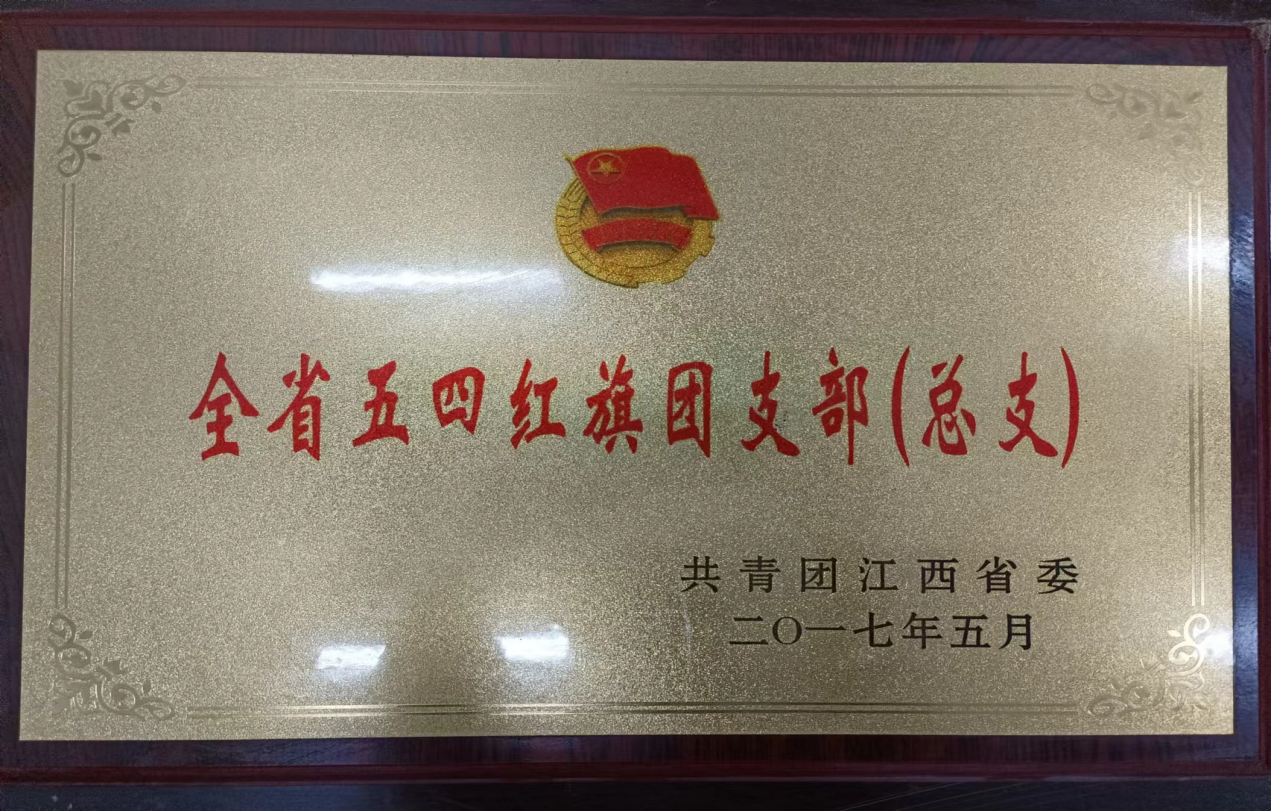 全省五四红旗团支部(总支)
共青团江西省委
二〇一七年五月